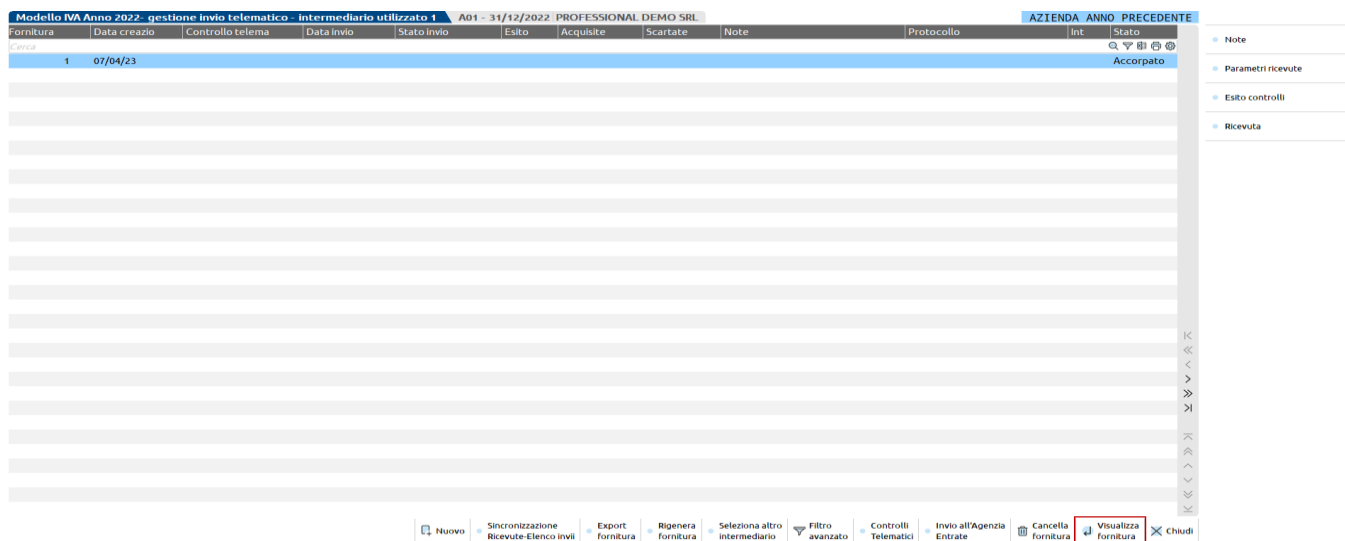 Modello IVA Anno 2022- gestione invio telematico - intermediario utilizzato 1 A01 - 31/12/2022 PROFESSIONAL DEMO SRL AZIENDA ANNO PRECEDENTE
Fornitura Data creazio Controllo telema Data invio Stato invio Esito Acquisite Scartate Note Protocollo Int Stato
Cerca
1 07/04/23 Accorpato
Note
Parametri ricevute
Esito controlli
Ricevuta
Nuovo
Sincronizzazione
Ricevute-Elenco invii
Export
fornitura
Rigenera
fornitura
Seleziona altro
intermediario
Filtro
avanzato
Controlli
Telematici
Invio all'Agenzia
Entrate
Cancella
fornitura
Visualizza
fornitura
Chiudi